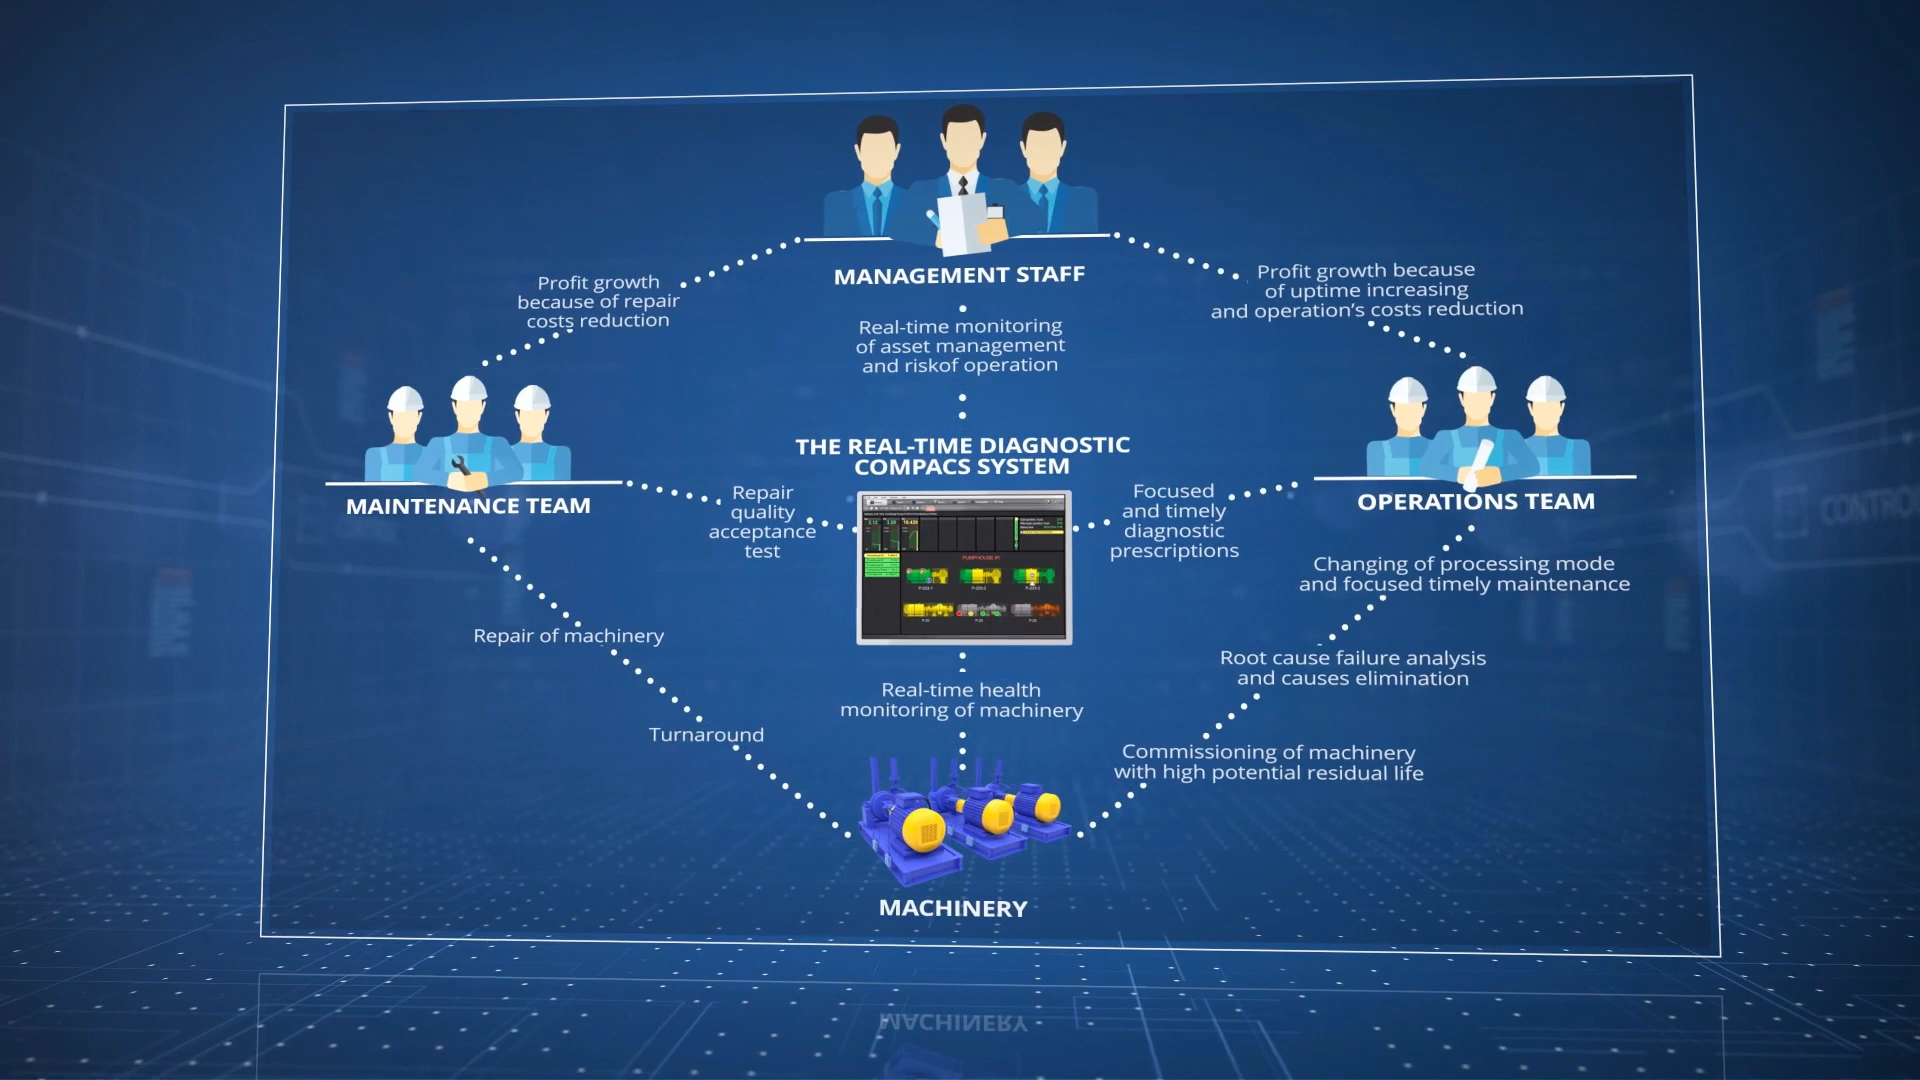 MANAGEMENT STAFF
Profit growth
because of repair
costs reduction
Profit growth because
of uptime increasing
and operation's costs reduction
Real-time monitoring
of asset management
and riskof operation
THE REAL-TIME DIAGNOSTIC
COMPACS SYSTEM
MAINTENANCE TEAM
Repair
quality
acceptance
test
Focused
and timely
diagnostic
prescriptions
OPERATIONS TEAM
Changing of processing mode
and focused timely maintenance
Repair of machinery
Root cause failure analysis
and causes elimination
Real-time health
monitoring of machinery
Turnaround
Commissioning of machinery
with high potential residual life
MACHINERY
MACHINERY
CONTRO